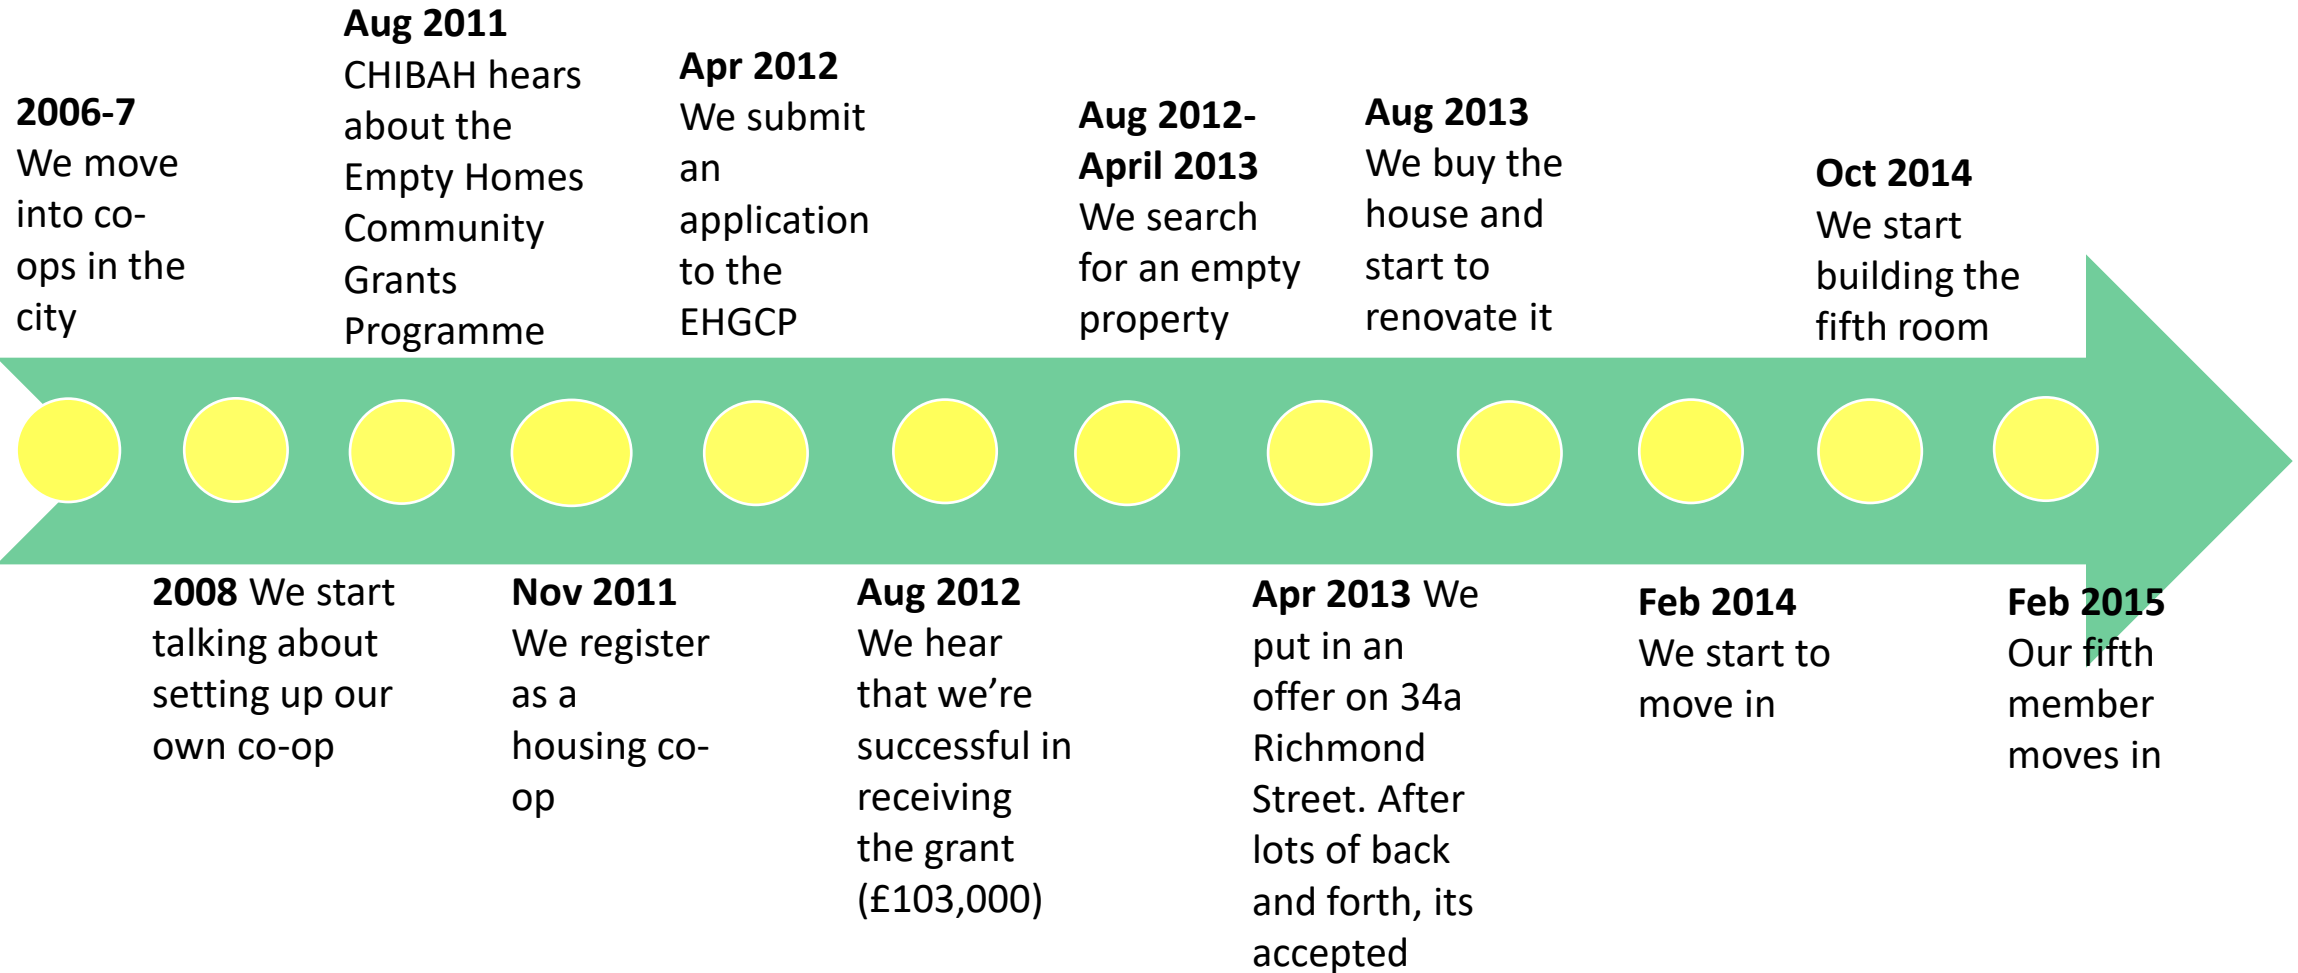 2006-7
We move
into co-
ops in the
city
2008 We start
talking about
setting up our
own co-op
Aug 2011
CHIBAH hears
about the
Empty Homes
Community
Grants
Programme
Nov 2011
We register
as a
housing co-
op
Apr 2012
We submit
an
application
to the
EHGCP
Aug 2012
We hear
that we’re
successful in
receiving
the grant
(£103,000)
Aug 2012-
April 2013
We search
for an empty
property
Apr 2013 We
put in an
offer on 34a
Richmond
Street. After
lots of back
and forth, its
accepted
Aug 2013
We buy the
house and
start to
renovate it
Feb 2014
We start to
move in
Oct 2014
We start
building the
fifth room
Feb 2015
Our fifth
member
moves in